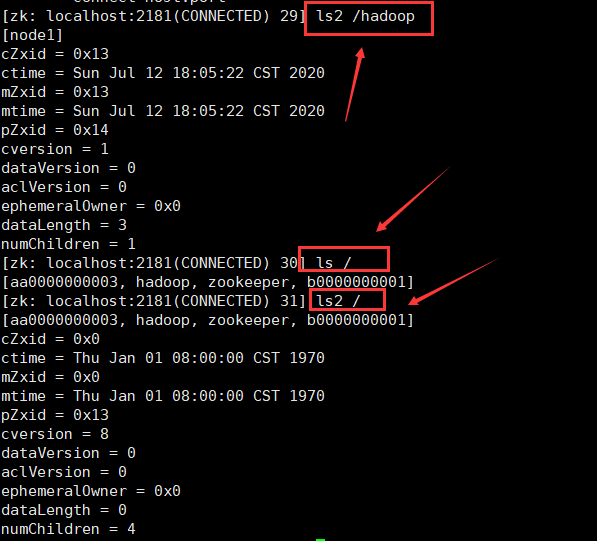 [zk: localhost:2181(CONNECTED) 29] ls2 /hadoop
[node1]
cZxid = 0x13
ctime = Sun Jul 12 18:05:22 CST 2020
mZxid = 0x13
mtime = Sun Jul 12 18:05:22 CST 2020
pZxid = 0x14
cversion = 1
dataVersion = 0
aclVersion = 0
ephemeralOwner = 0x0
dataLength = 3
numChildren = 1
[zk: localhost:2181(CONNECTED) 30] ls /
[aa0000000003, hadoop, zookeeper, b0000000001]
[zk: localhost:2181(CONNECTED) 31] ls2 /
[aa0000000003, hadoop, zookeeper, b0000000001]
cZxid = 0x0
ctime = Thu Jan 01 08:00:00 CST 1970
mZxid = 0x0
mtime = Thu Jan 01 08:00:00 CST 1970
pZxid = 0x13
cversion = 8
dataVersion = 0
aclVersion = 0
ephemeralOwner = 0x0
dataLength = 0
numChildren = 4